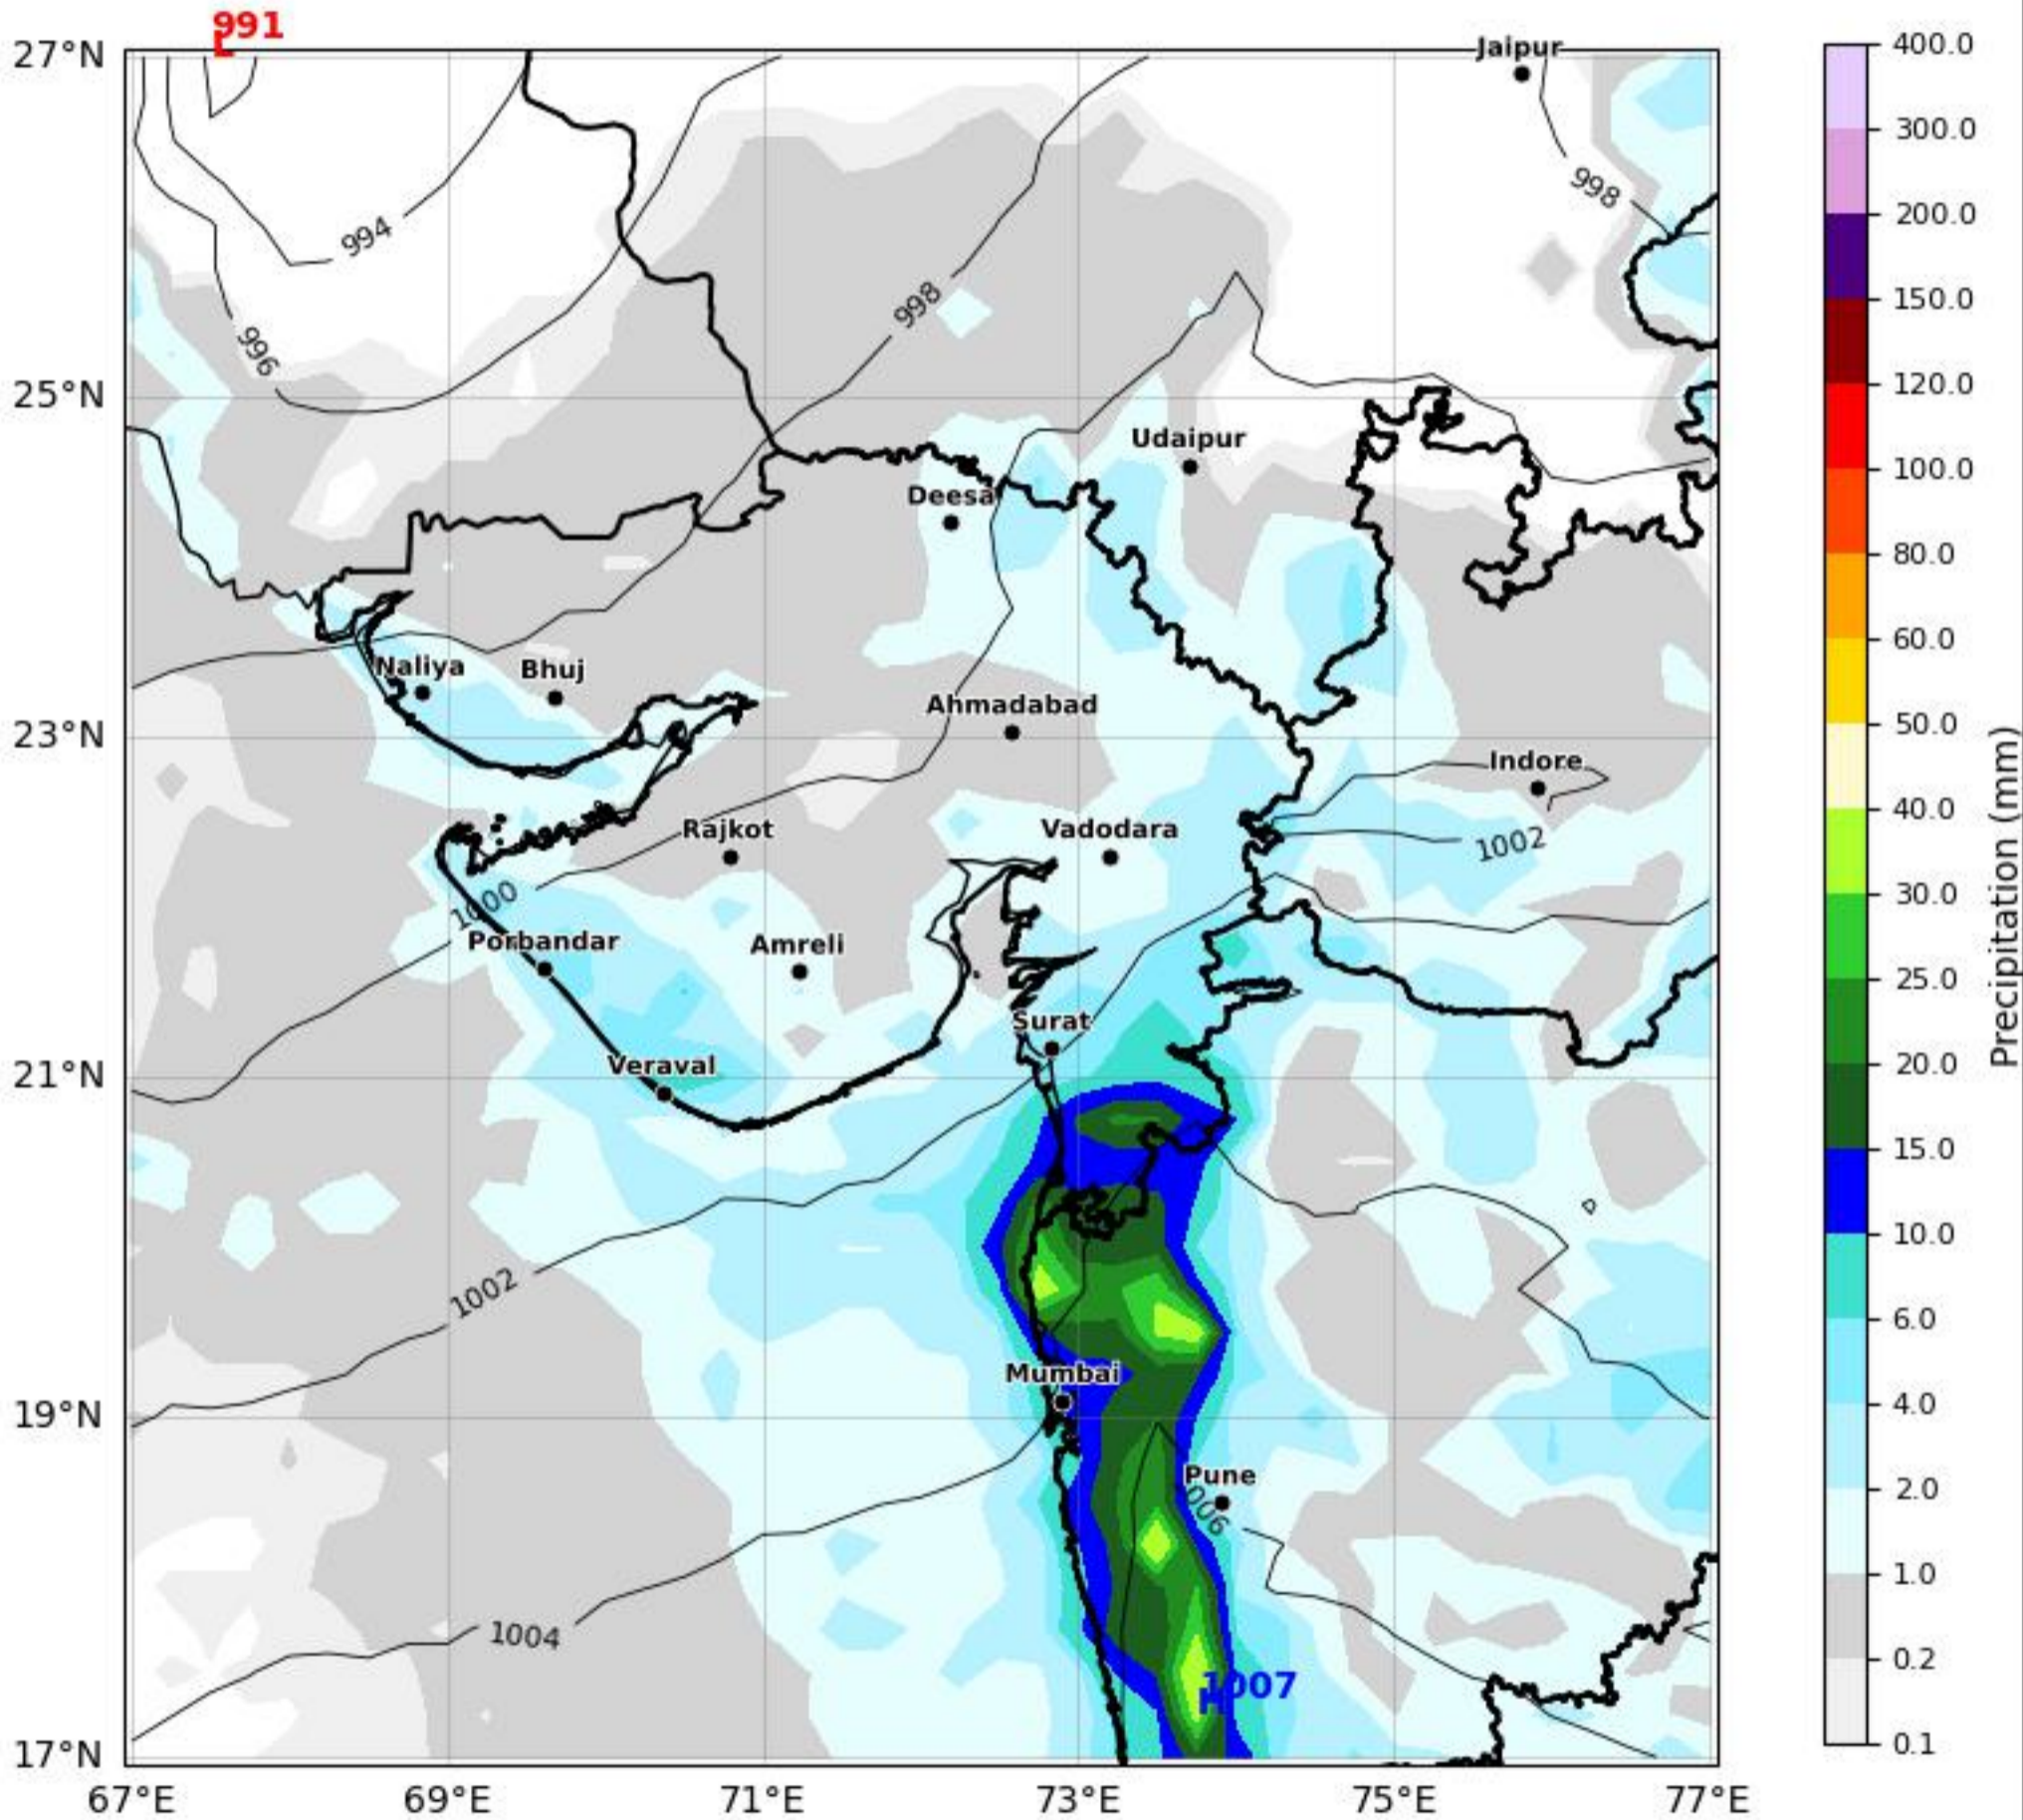 991
L
27°N
25°N
23°N
21°N
19°N
17°N
67°E
69°E
71°E
73°E
75°E
77°E
Jaipur
998
994
998
996
Udaipur
Deesa
Naliya
Bhuj
Ahmadabad
Indore
Rajkot
Vadodara
1002
1000
Porbandar
Amreli
Surat
Veraval
1002
Mumbai
Pune
1006
1004
1007
H
400.0
300.0
200.0
150.0
120.0
100.0
80.0
60.0
50.0
40.0
30.0
25.0
20.0
15.0
10.0
6.0
4.0
2.0
1.0
0.2
0.1
Precipitation (mm)